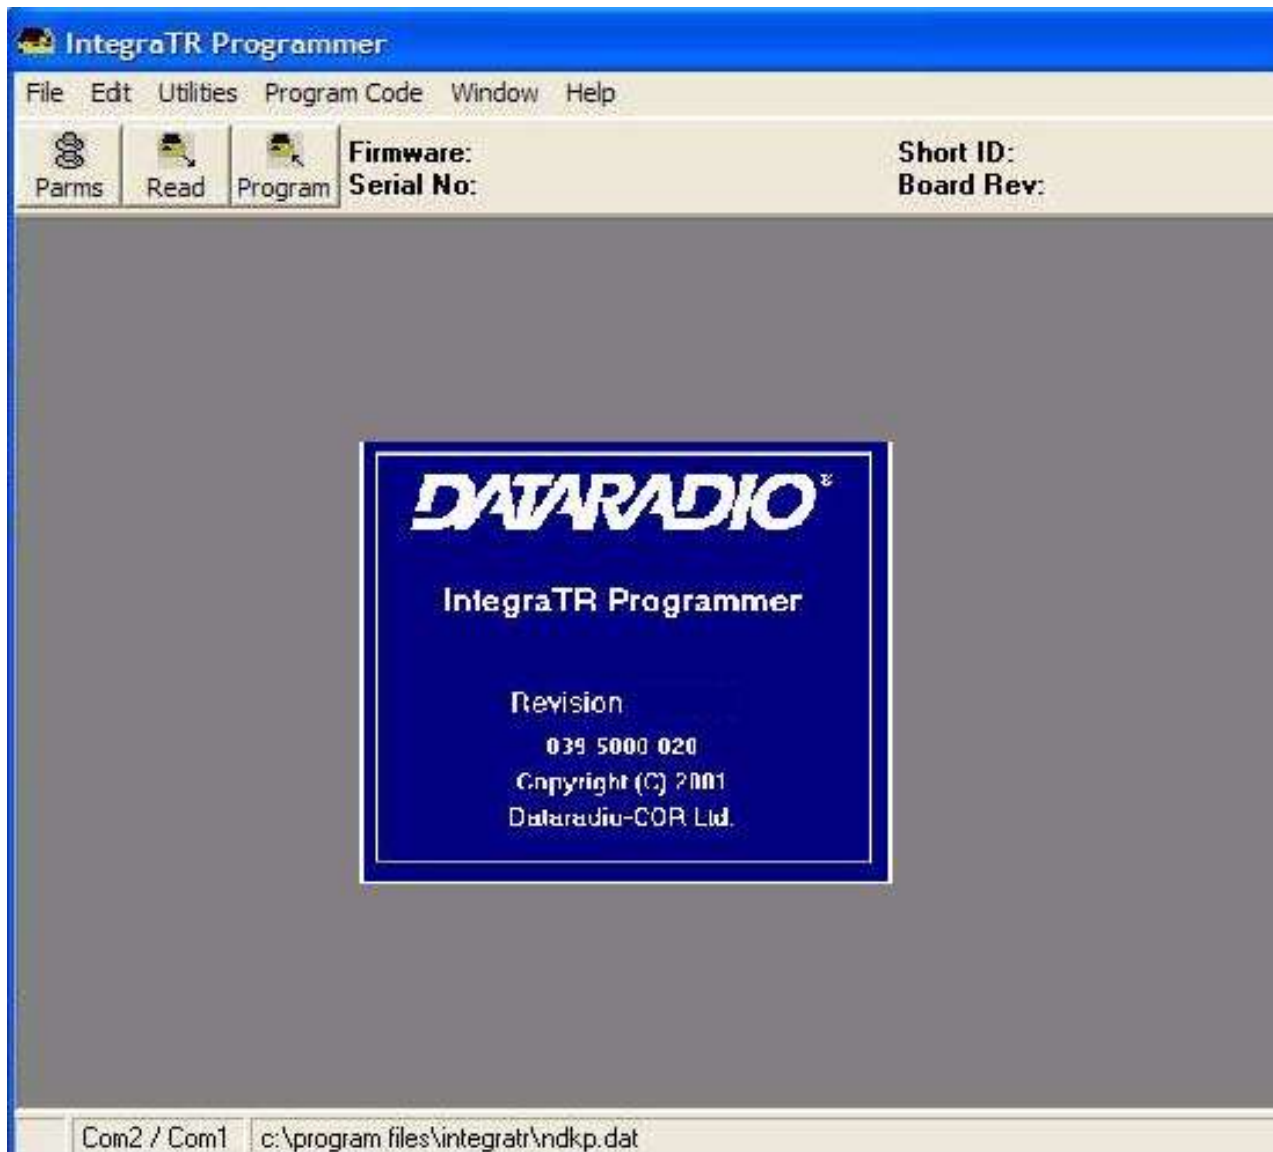 IntegraTR Programmer
File Edit Utilities Program Code Window Help
Parms Read Program
Firmware: Short ID:
Serial No: Board Rev:
DATARADIO®
IntegraTR Programmer
Revision
039 5000 020
Copyright (C) 2001
Dataradio-COR Ltd.
Com2 / Com1 c:\program files\integratr\ndkp.dat